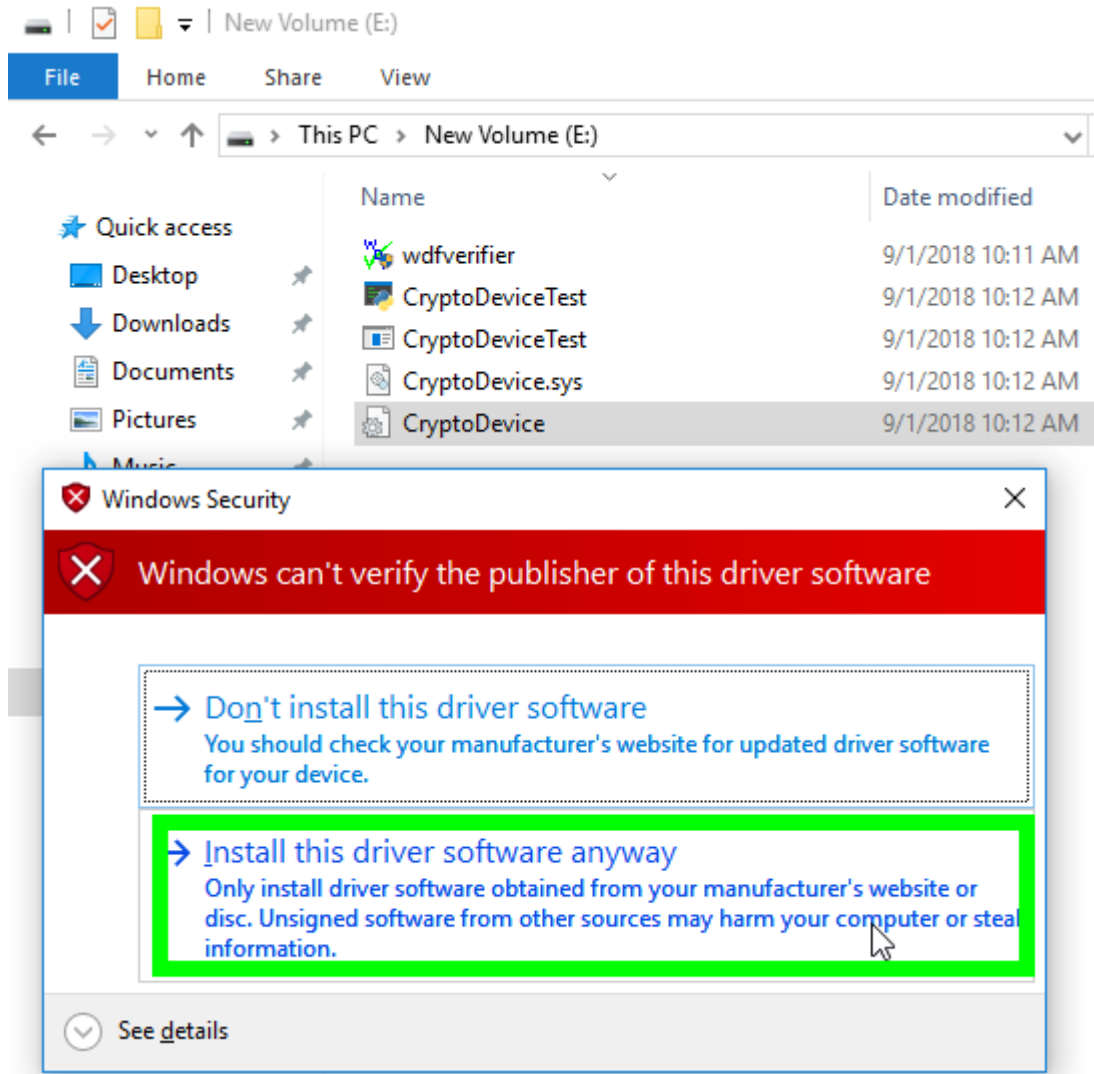 New Volume (E:)
File Home Share View
This PC > New Volume (E:)
Name Date modified
Quick access
wdfverifier 9/1/2018 10:11 AM
Desktop
CryptoDeviceTest 9/1/2018 10:12 AM
Downloads
CryptoDeviceTest 9/1/2018 10:12 AM
Documents
CryptoDevice.sys 9/1/2018 10:12 AM
Pictures
CryptoDevice 9/1/2018 10:12 AM
Music
Windows Security
Windows can't verify the publisher of this driver software
Don't install this driver software
You should check your manufacturer's website for updated driver software
for your device.
Install this driver software anyway
Only install driver software obtained from your manufacturer's website or
disc. Unsigned software from other sources may harm your computer or steal
information.
See details